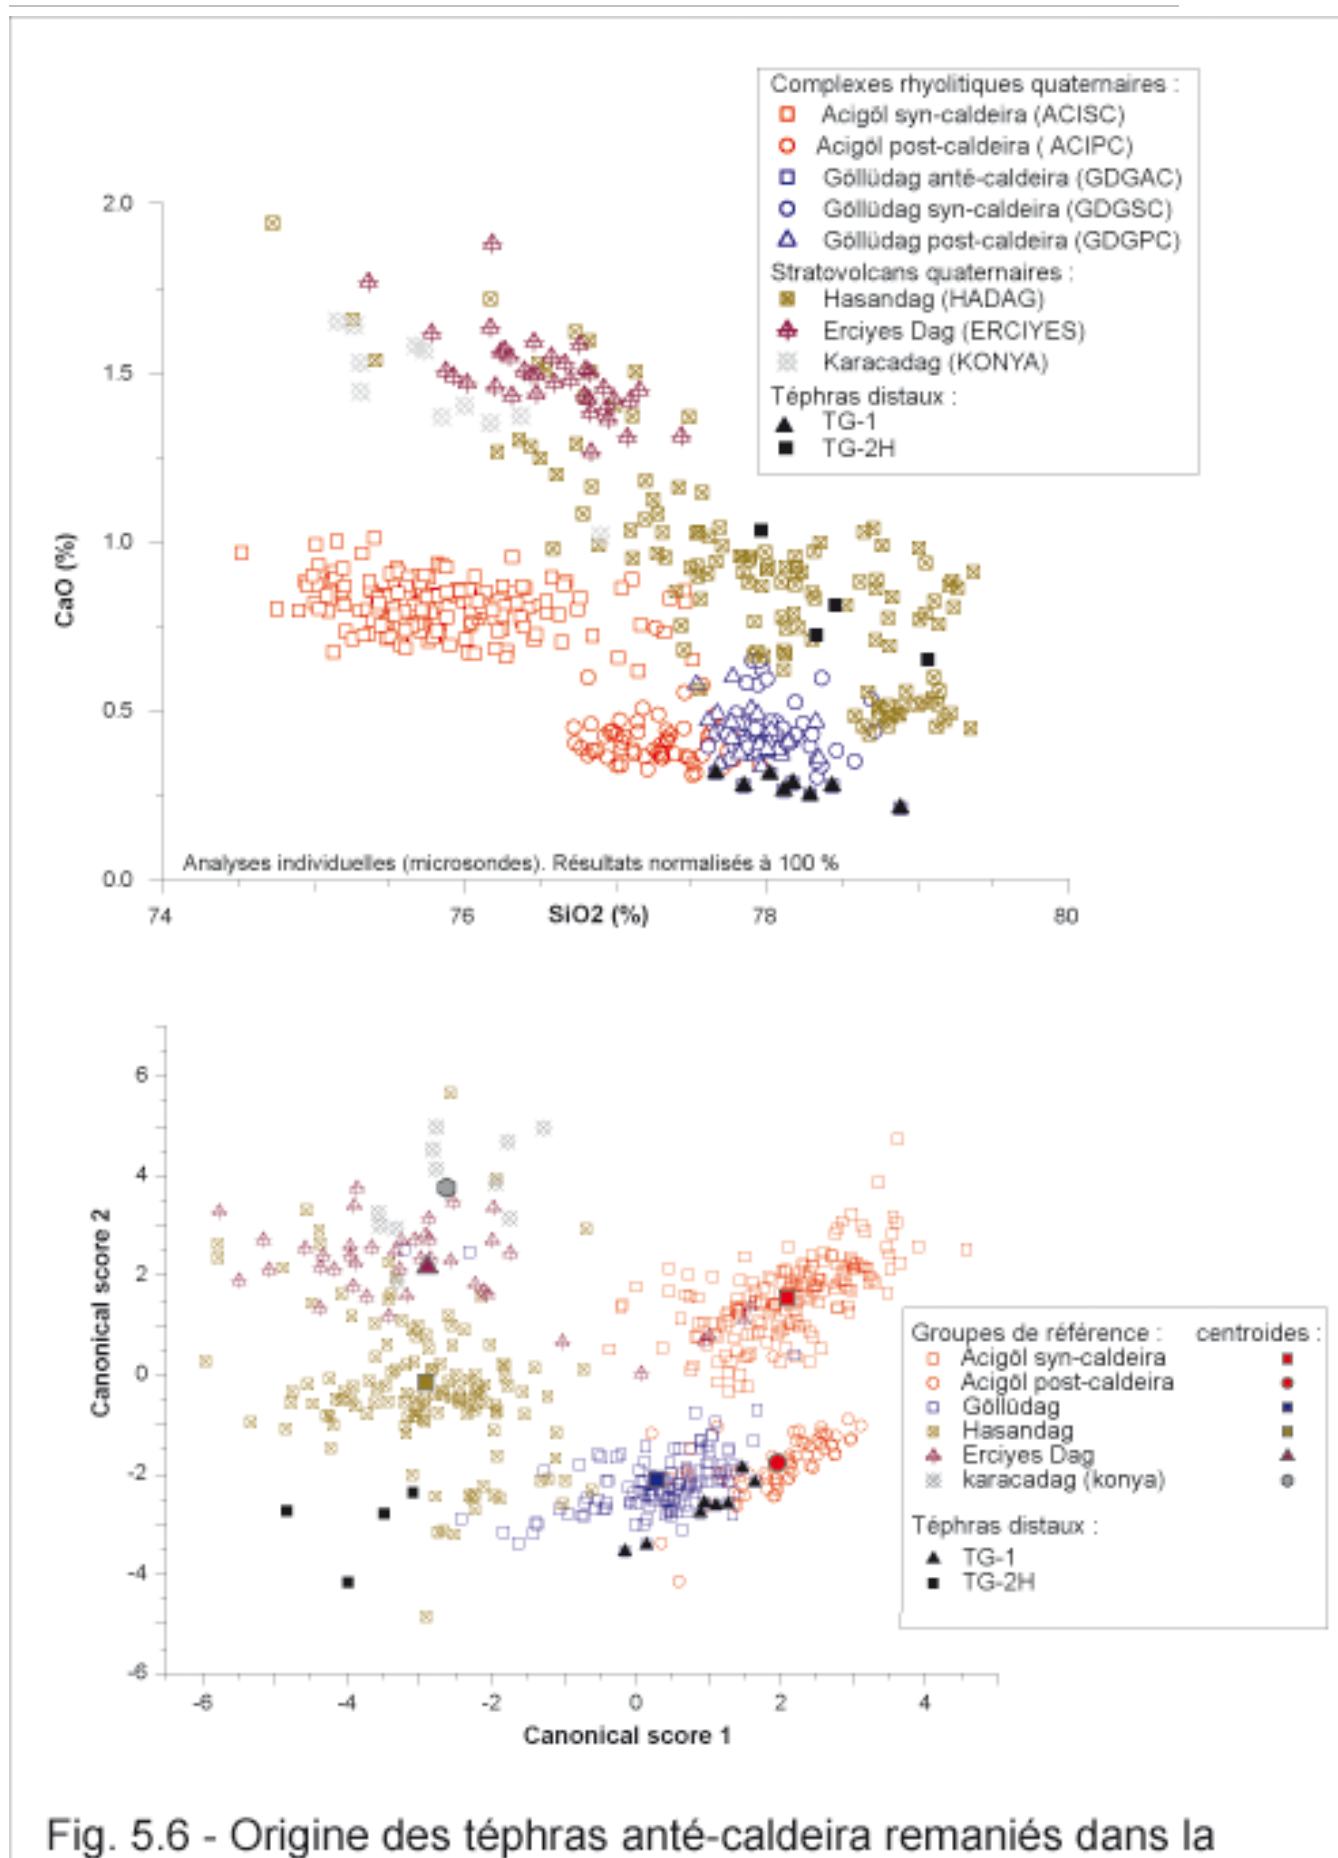 Complexes rhyolitiques quaternaires :
Acigöl syn-caldeira (ACISC)
Acigöl post-caldeira ( ACIPC)
Göllüdag anté-caldeira (GDGAC)
Göllüdag syn-caldeira (GDGSC)
Göllüdag post-caldeira (GDGPC)
Stratovolcans quaternaires :
Hasandag (HADAG)
Erciyes Dag (ERCIYES)
Karacadag (KONYA)
Téphras distaux :
TG-1
TG-2H
2.0
1.5
1.0
0.5
0.0
CaO (%)
Analyses individuelles (microsondes). Résultats normalisés à 100 %
74
76
78
80
SiO2 (%)
6
4
2
0
-2
-4
-6
Canonical score 2
Groupes de référence :
centroides :
Acigöl syn-caldeira
Acigöl post-caldeira
Göllüdag
Hasandag
Erciyes Dag
karacadag (konya)
Téphras distaux :
TG-1
TG-2H
-6
-4
-2
0
2
4
Canonical score 1
Fig. 5.6 - Origine des téphras anté-caldeira remaniés dans la